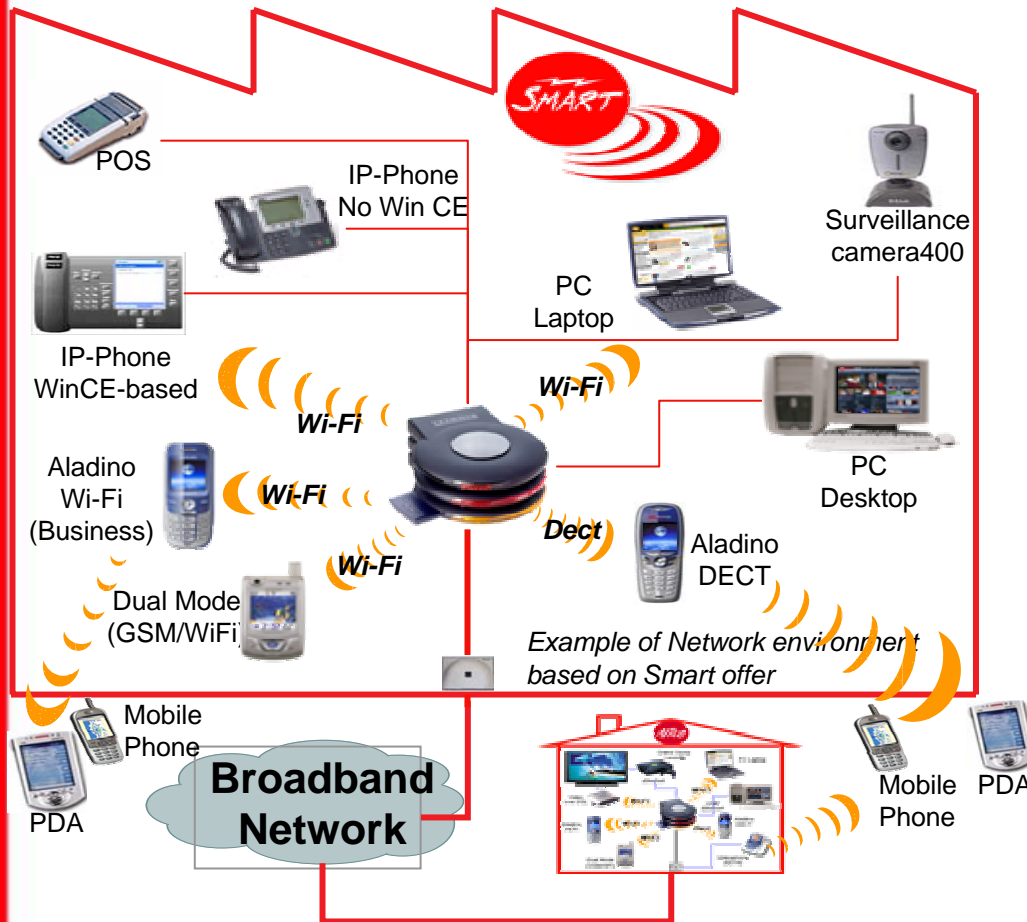 SMART
POS
IP-Phone
No Win CE
Surveillance
camera400
PC
Laptop
IP-Phone
WinCE-based
Wi-Fi
Wi-Fi
Aladino
Wi-Fi
(Business)
Wi-Fi
PC
Desktop
Dect
Aladino
DECT
Wi-Fi
Dual Mode
(GSM/WiFi)
Example of Network environment
based on Smart offer
Mobile
Phone
PDA
Broadband
Network
Mobile
Phone
PDA